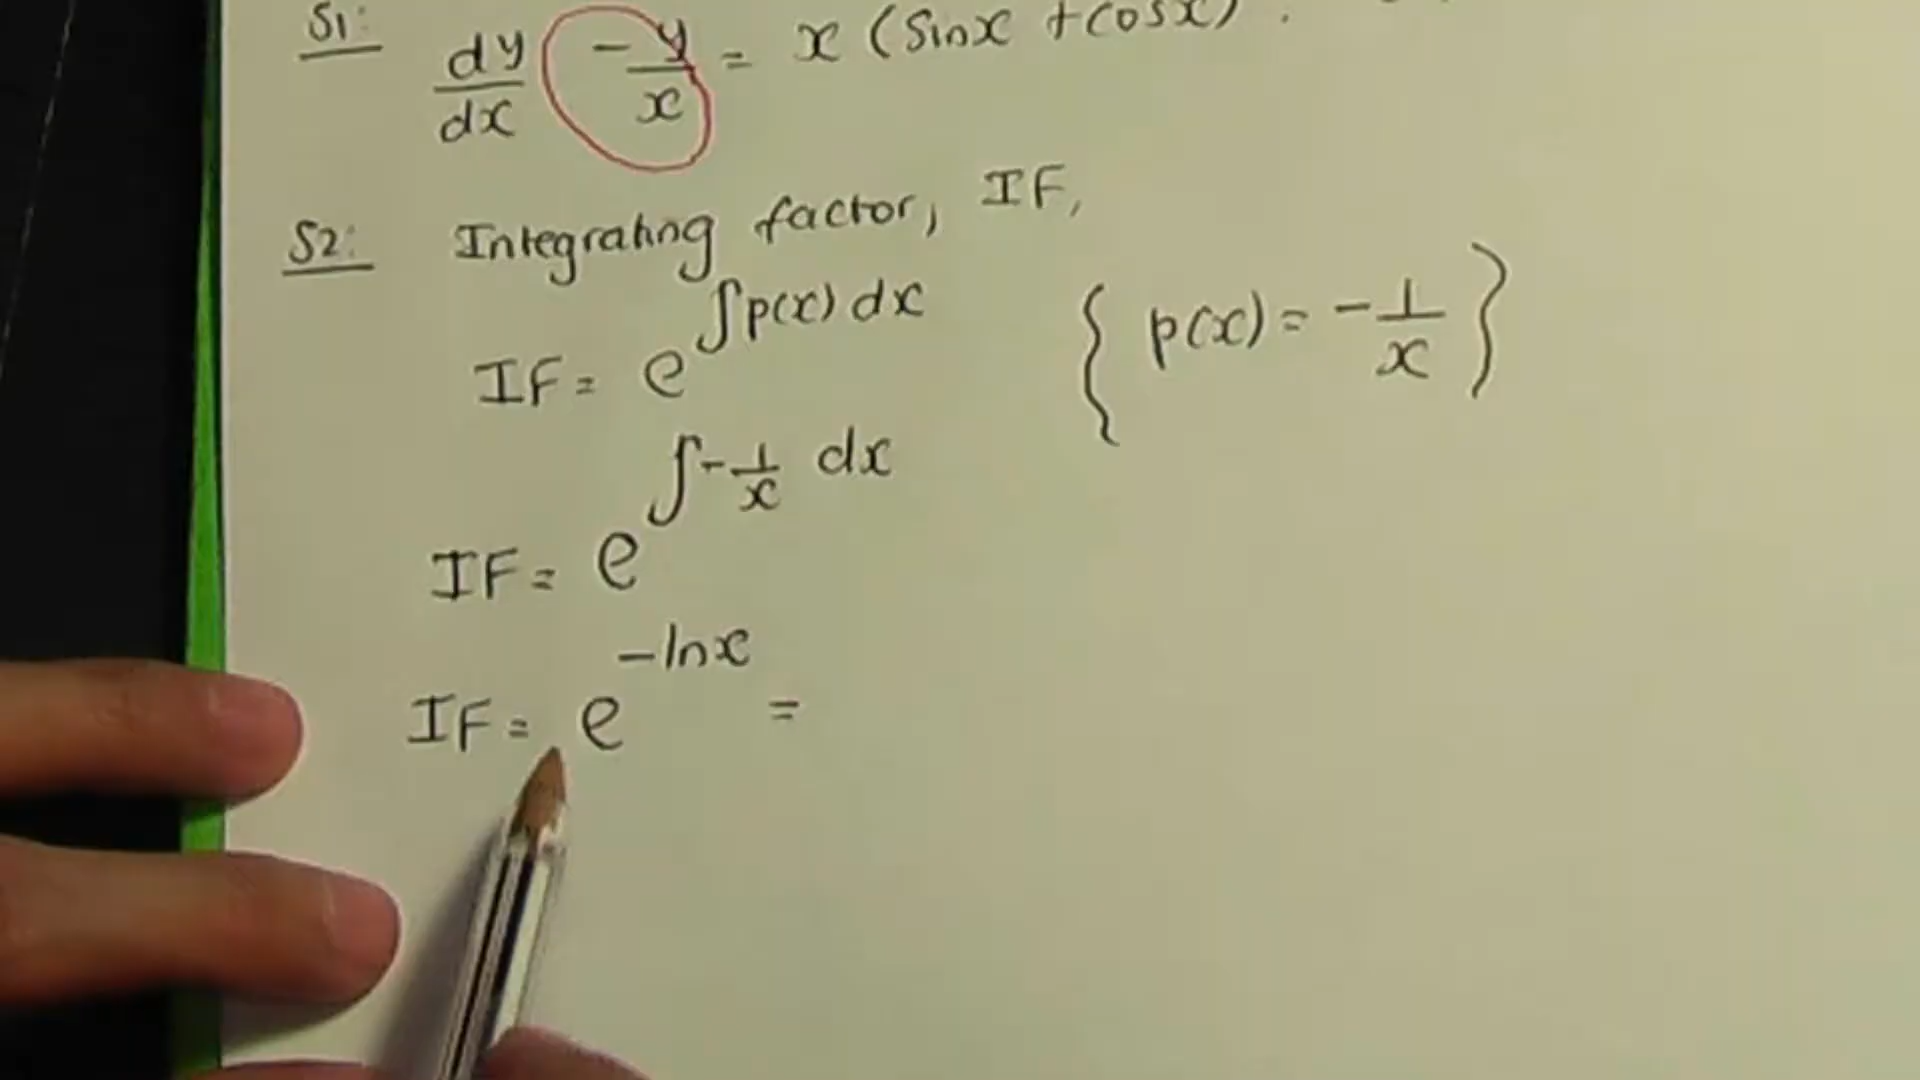 S1:
dy/dx - y/x = x (Sinx + Cosx)
S2: Integrating factor, IF,
IF = e^∫p(x) dx { p(x) = -1/x }
IF = e^∫-1/x dx
IF = e^-lnx =